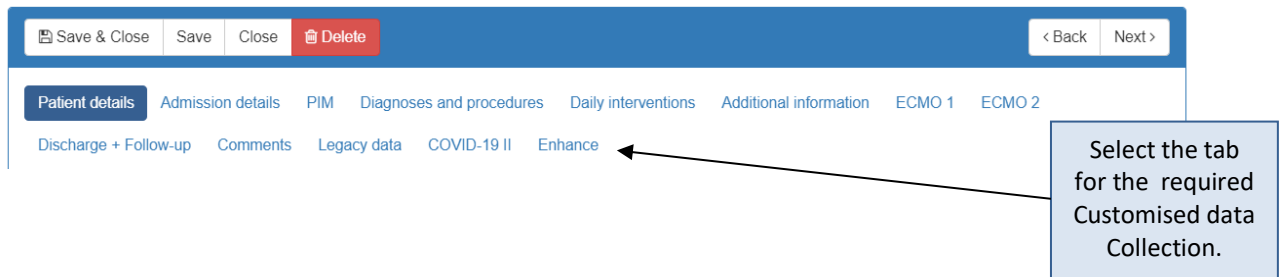 Save & Close Save Close Delete < Back Next >
Patient details Admission details PIM Diagnoses and procedures Daily interventions Additional information ECMO 1 ECMO 2
Discharge + Follow-up Comments Legacy data COVID-19 II Enhance
Select the tab
for the required
Customised data
Collection.